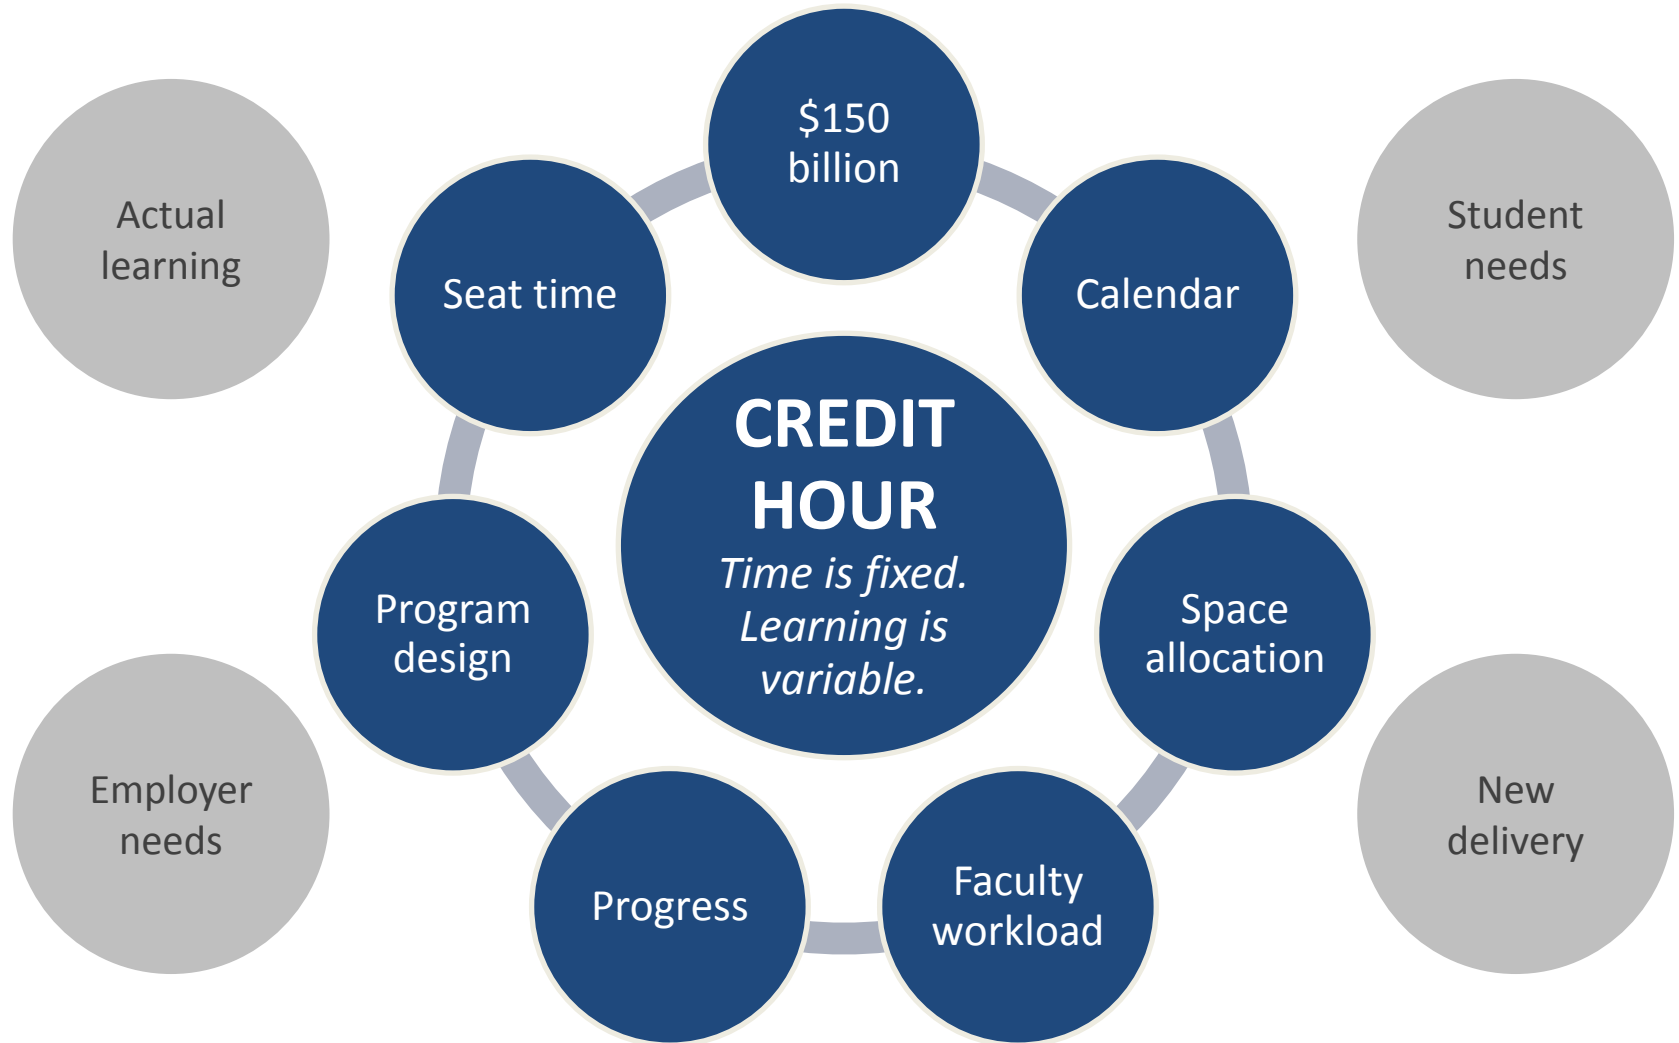 $150
billion
Actual
learning
Student
needs
Seat time
Calendar
CREDIT
HOUR
Time is fixed.
Learning is
variable.
Program
design
Space
allocation
Employer
needs
New
delivery
Progress
Faculty
workload